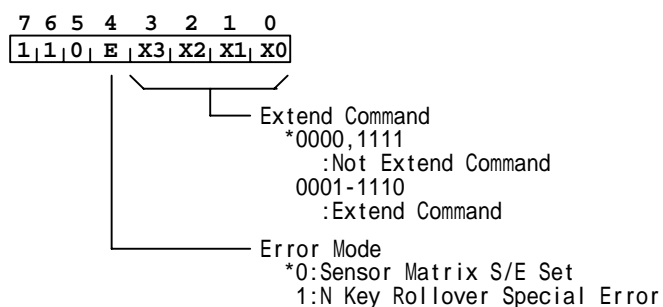 7 6 5 4 3 2 1 0
1 1 0 E X3 X2 X1 X0
Extend Command
*0000,1111
:Not Extend Command
0001-1110
:Extend Command
Error Mode
*0:Sensor Matrix S/E Set
1:N Key Rollover Special Error